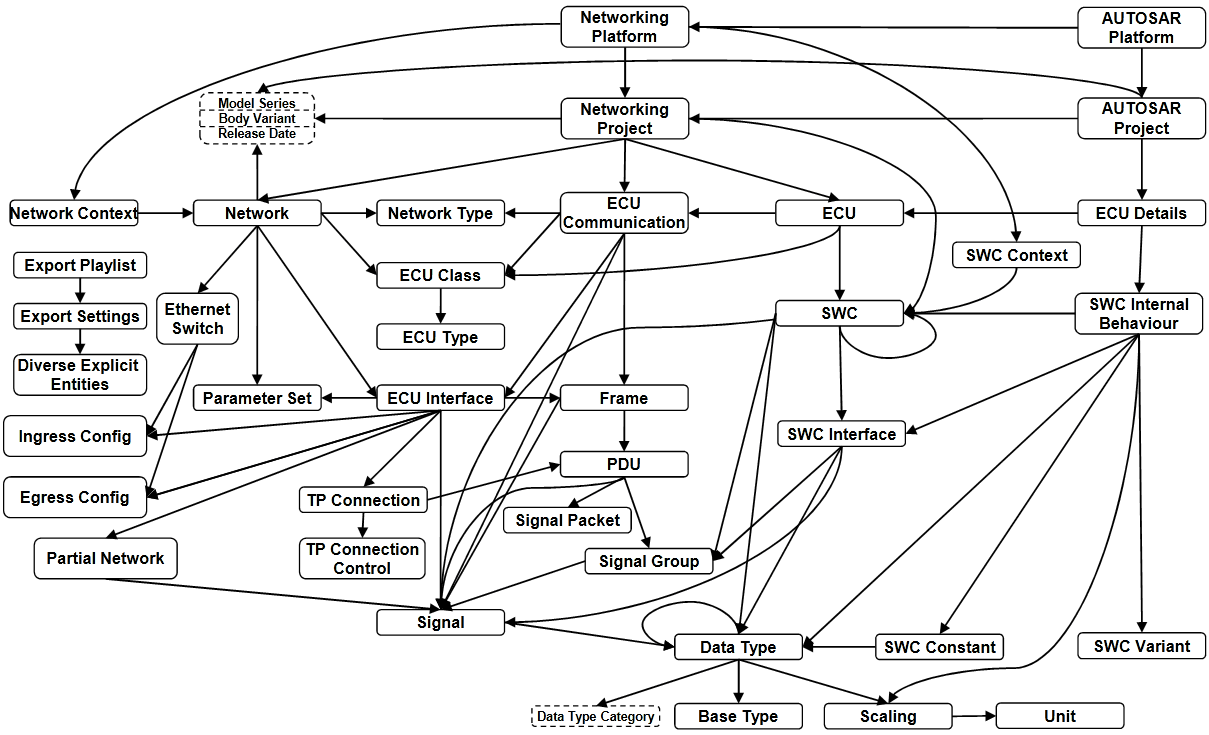 Networking
Platform
AUTOSAR
Platform
Model Series
Body Variant
Release Date
Networking
Project
AUTOSAR
Project
Network Context
Network
Network Type
ECU
Communication
ECU
ECU Details
Export Playlist
ECU Class
SWC Context
Export Settings
Ethernet
Switch
ECU Type
SWC
SWC Internal
Behaviour
Diverse Explicit
Entities
Parameter Set
ECU Interface
Frame
Ingress Config
SWC Interface
PDU
Egress Config
TP Connection
Signal Packet
Partial Network
TP Connection
Control
Signal Group
Signal
Data Type
SWC Constant
SWC Variant
Data Type Category
Base Type
Scaling
Unit